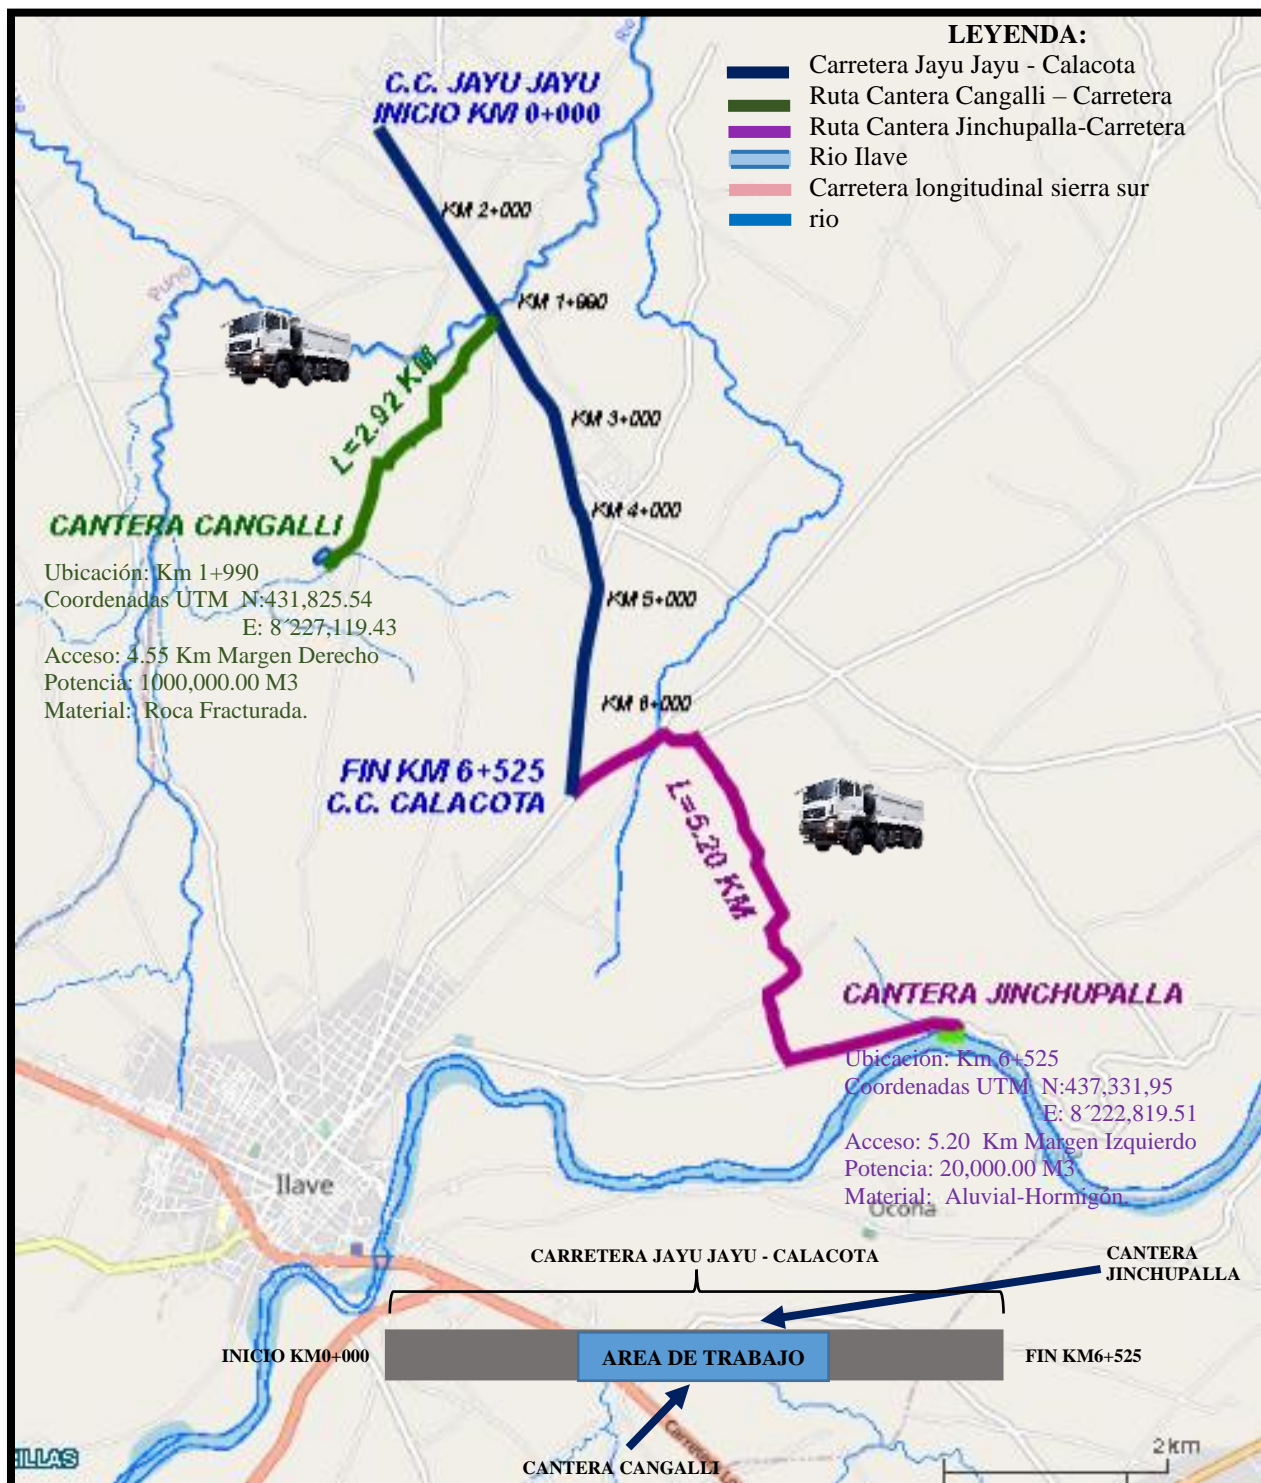 LEYENDA:
Carretera Jayu Jayu - Calacota
Ruta Cantera Cangalli – Carretera
Ruta Cantera Jinchupalla-Carretera
Rio Ilave
Carretera longitudinal sierra sur
rio
Rio
C.C. JAYU JAYU
INICIO KM 0+000
KM 2+000
Puno
KM 1+990
L=2.92 KM
KM 3+000
KM 4+000
CANTERA CANGALLI
Ubicación: Km 1+990
Coordenadas UTM N:431,825.54
E: 8´227,119.43
Acceso: 4.55 Km Margen Derecho
Potencia: 1000,000.00 M3
Material: Roca Fracturada.
KM 5+000
KM 6+000
FIN KM 6+525
C.C. CALACOTA
L=5.20 KM
CANTERA JINCHUPALLA
Ubicación: Km 6+525
Coordenadas UTM N:437,331,95
E: 8´222,819.51
Acceso: 5.20 Km Margen Izquierdo
Potencia: 20,000.00 M3
Material: Aluvial-Hormigón.
Ilave
Ocoña
CARRETERA JAYU JAYU - CALACOTA
CANTERA
JINCHUPALLA
INICIO KM0+000
AREA DE TRABAJO
FIN KM6+525
CANTERA CANGALLI
2 km